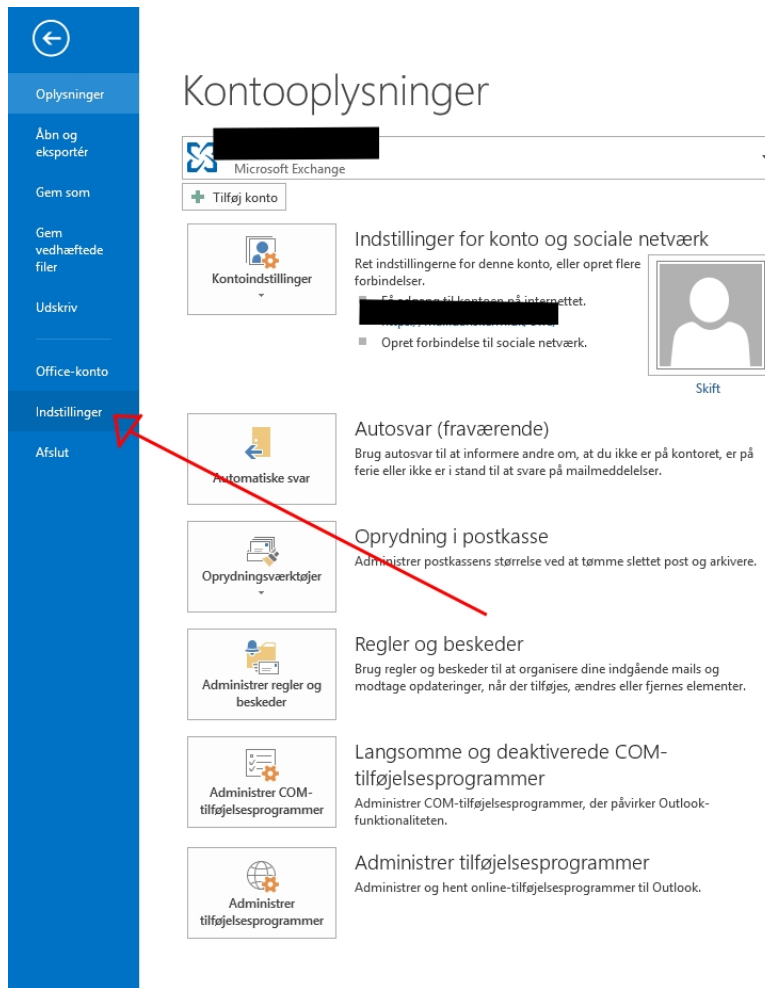 Oplysninger
Åbn og
eksportér
Gem som
Gem
vedhæftede
filer
Udskriv
Office-konto
Indstillinger
Afslut
Kontooplysninger
Microsoft Exchange
Tilføj konto
Kontoindstillinger
Indstillinger for konto og sociale netværk
Ret indstillingerne for denne konto, eller opret flere
forbindelser.
Få adgang til kontoen på internettet.
Opret forbindelse til sociale netværk.
Skift
Automatiske svar
Autosvar (fraværende)
Brug autosvar til at informere andre om, at du ikke er på kontoret, er på
ferie eller ikke er i stand til at svare på mailmeddelelser.
Oprydningsværktøjer
Oprydning i postkasse
Administrer postkassens størrelse ved at tømme slettet post og arkivere.
Administrer regler og
beskeder
Regler og beskeder
Brug regler og beskeder til at organisere dine indgående mails og
modtage opdateringer, når der tilføjes, ændres eller fjernes elementer.
Administrer COM-
tilføjelsesprogrammer
Langsomme og deaktiverede COM-
tilføjelsesprogrammer
Administrer COM-tilføjelsesprogrammer, der påvirker Outlook-
funktionaliteten.
Administrer
tilføjelsesprogrammer
Administrer tilføjelsesprogrammer
Administrer og hent online-tilføjelsesprogrammer til Outlook.